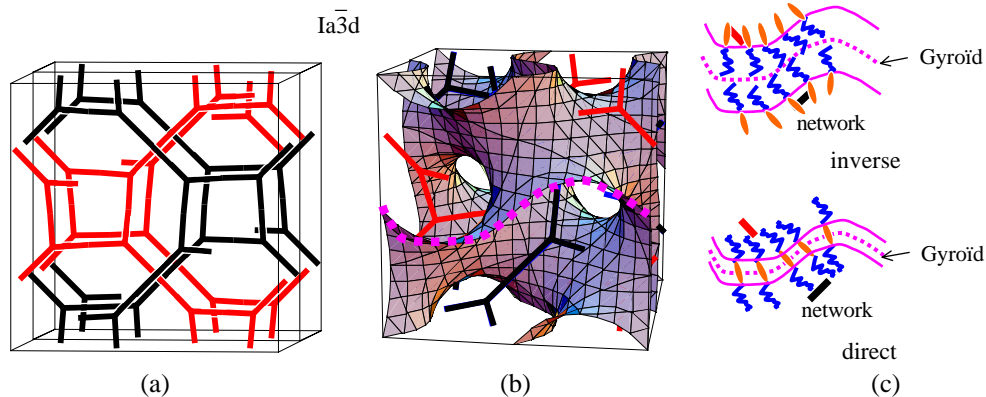 Ia3̄d
Gyroïd
network
inverse
Gyroïd
network
direct
(a)
(b)
(c)